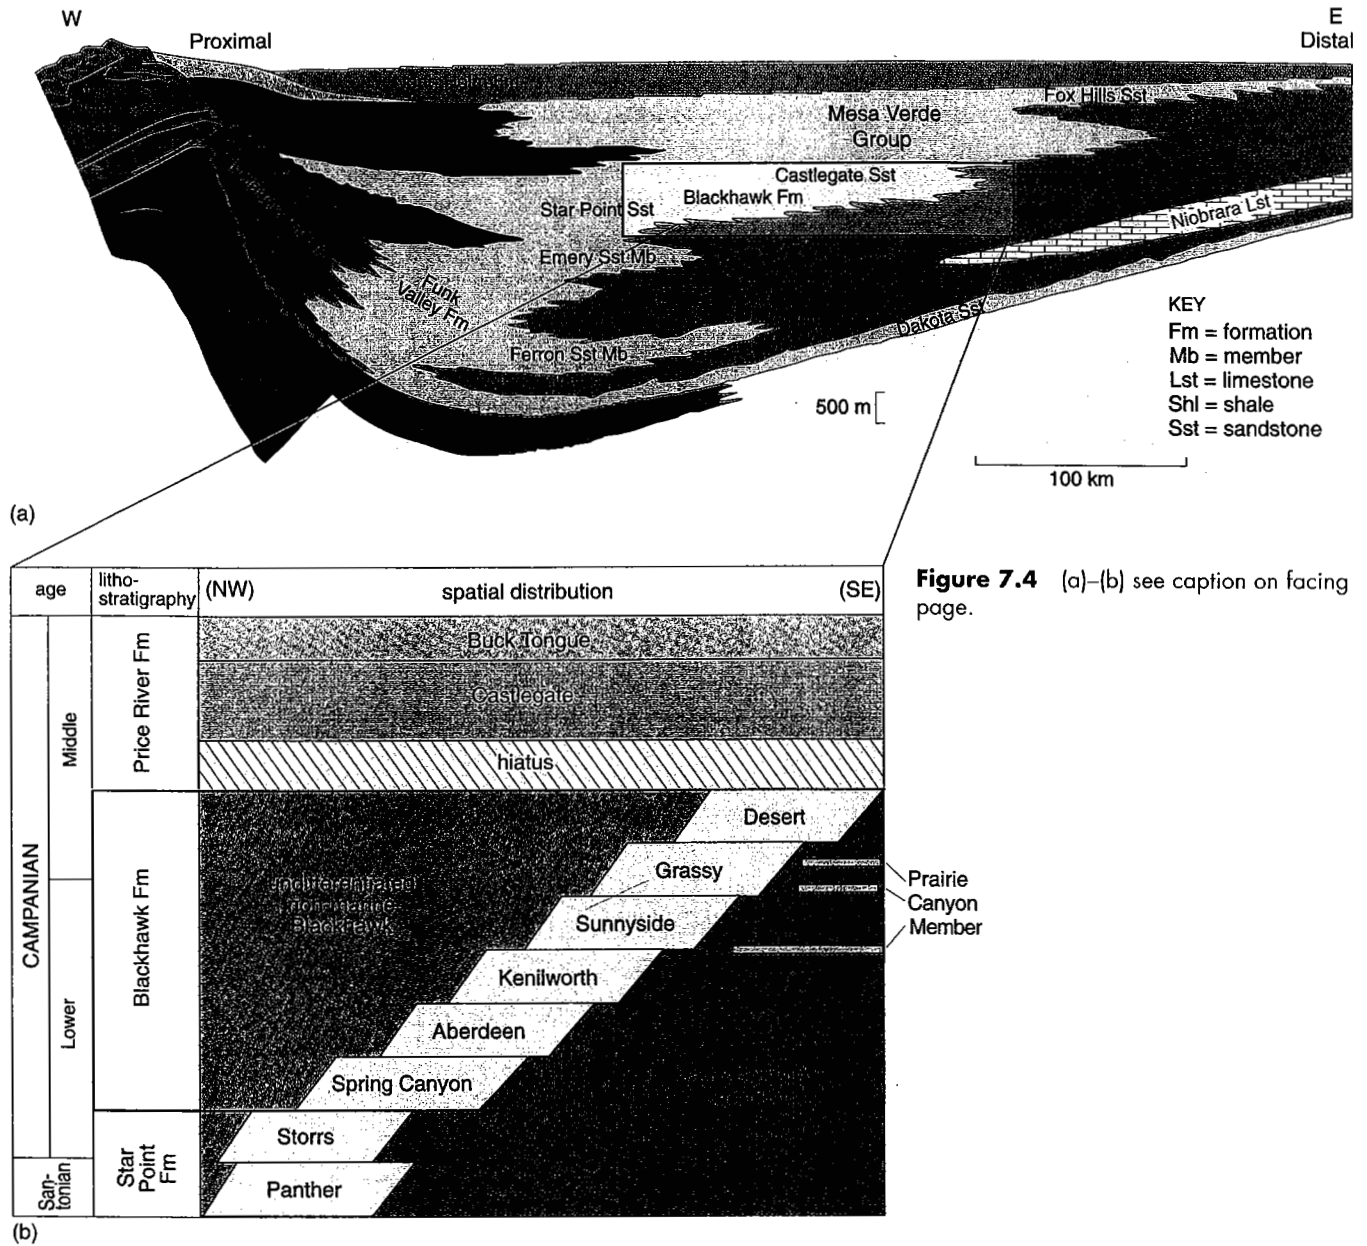 W
E
Proximal
Distal
Fox Hills Sst
Mesa Verde
Group
Castlegate Sst
Blackhawk Fm
Star Point Sst
Niobrara Lst
Emery Sst Mb
Funk
Valley Fm
Dakota Sst
Ferron Sst Mb
KEY
Fm = formation
Mb = member
Lst = limestone
Shl = shale
Sst = sandstone
500 m
100 km
(a)
Figure 7.4 (a)–(b) see caption on facing
page.
age
litho-
stratigraphy
(NW)
spatial distribution
(SE)
CAMPANIAN
Middle
Lower
San-
tonian
Price River Fm
Blackhawk Fm
Star
Point
Fm
Buck Tongue
Castlegate
hiatus
undifferentiated
non-marine
Blackhawk
Desert
Grassy
Sunnyside
Kenilworth
Aberdeen
Spring Canyon
Storrs
Panther
Prairie
Canyon
Member
(b)